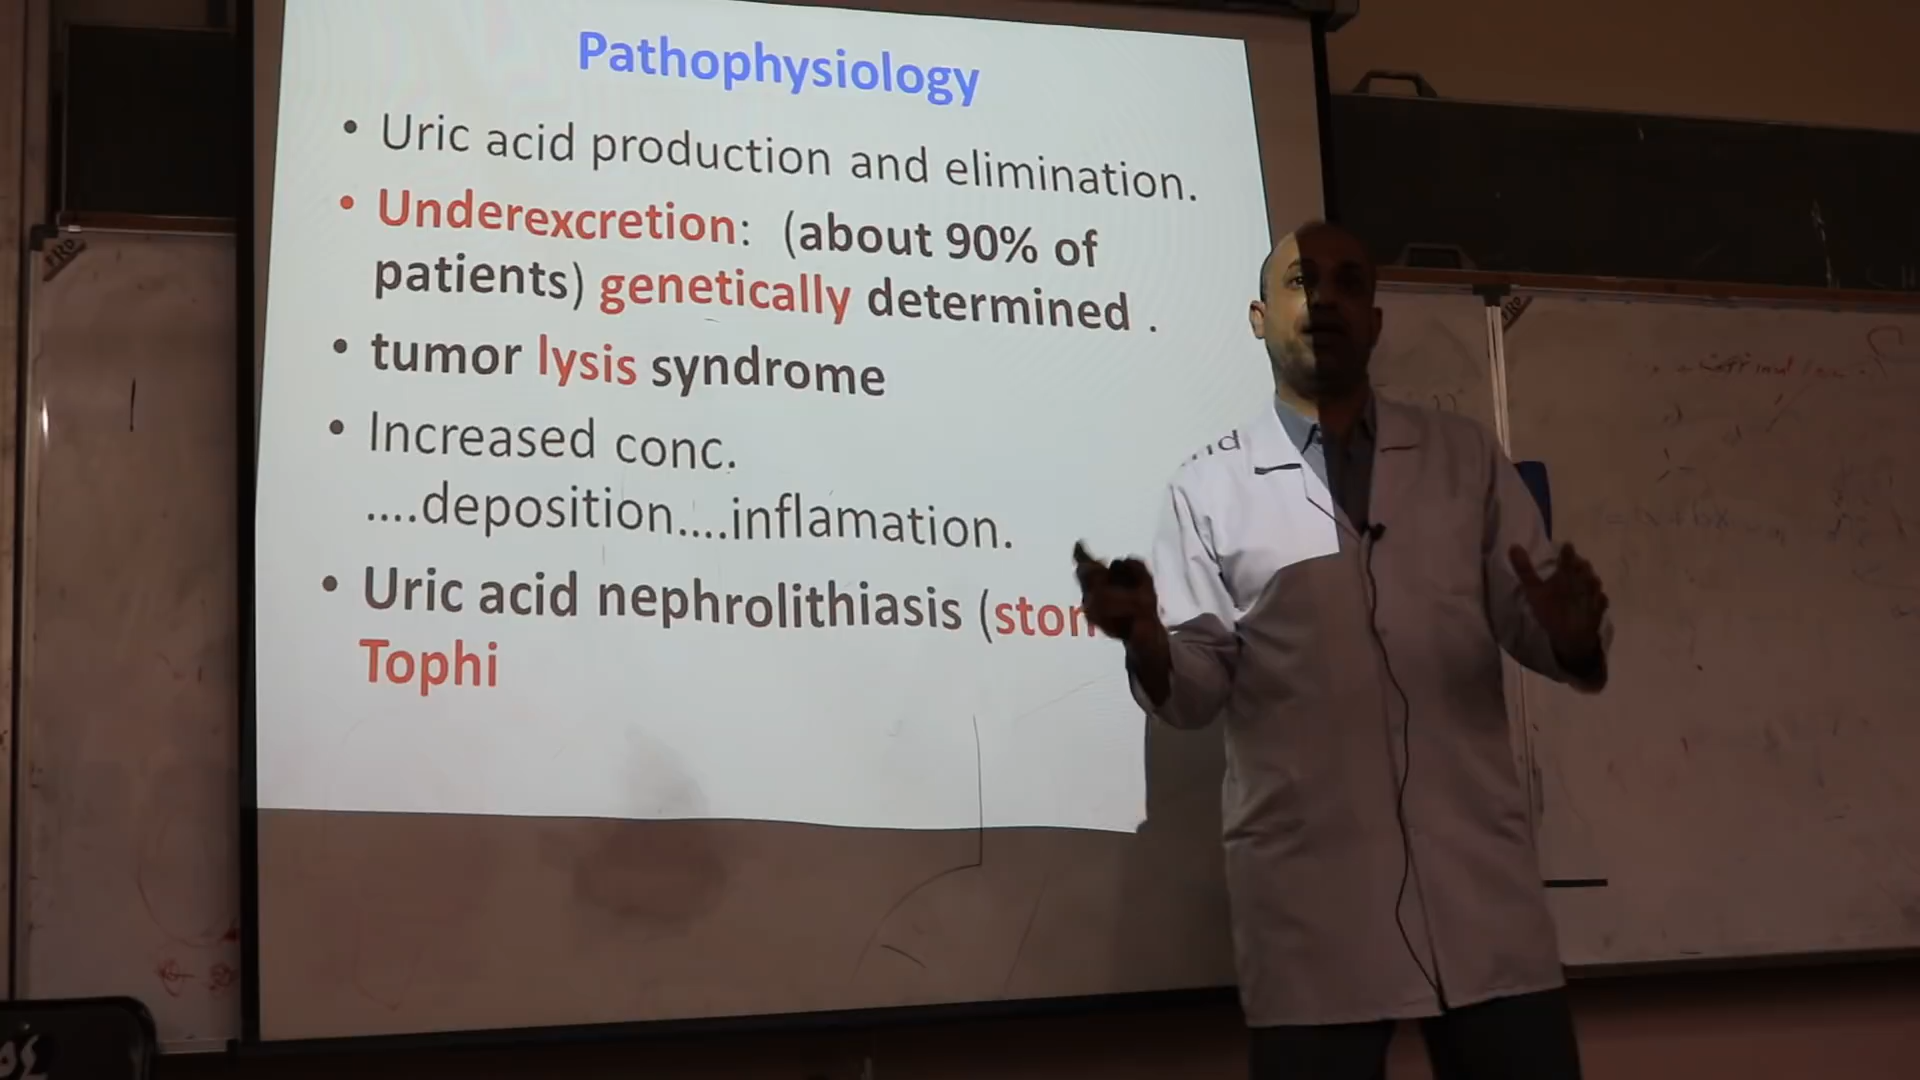 Pathophysiology
• Uric acid production and elimination.
• Underexcretion: (about 90% of
patients) genetically determined .
• tumor lysis syndrome
• Increased conc.
....deposition....inflamation.
• Uric acid nephrolithiasis (ston
Tophi